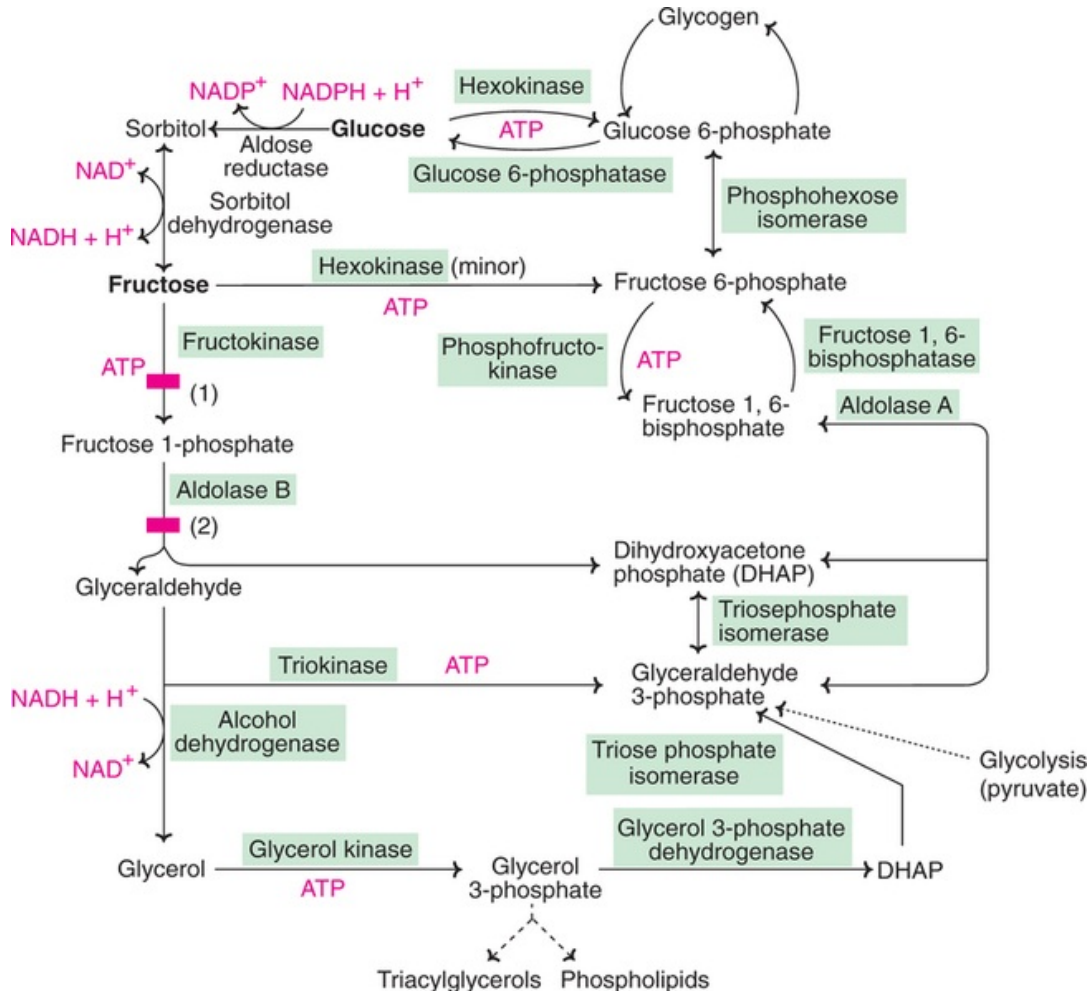 Glycogen
NADP+ NADPH + H+
Hexokinase
Sorbitol
Glucose
ATP
Glucose 6-phosphate
Aldose
reductase
Glucose 6-phosphatase
NAD+
Sorbitol
dehydrogenase
NADH + H+
Phosphohexose
isomerase
Fructose
Hexokinase (minor)
ATP
Fructose 6-phosphate
Fructokinase
ATP
(1)
Phosphofructo-
kinase
ATP
Fructose 1, 6-
bisphosphatase
Fructose 1, 6-
bisphosphate
Aldolase A
Fructose 1-phosphate
Aldolase B
(2)
Dihydroxyacetone
phosphate (DHAP)
Glyceraldehyde
Triosephosphate
isomerase
Triokinase
ATP
Glyceraldehyde
3-phosphate
NADH + H+
Alcohol
dehydrogenase
NAD+
Triose phosphate
isomerase
Glycolysis
(pyruvate)
Glycerol
Glycerol kinase
ATP
Glycerol
3-phosphate
Glycerol 3-phosphate
dehydrogenase
DHAP
Triacylglycerols
Phospholipids